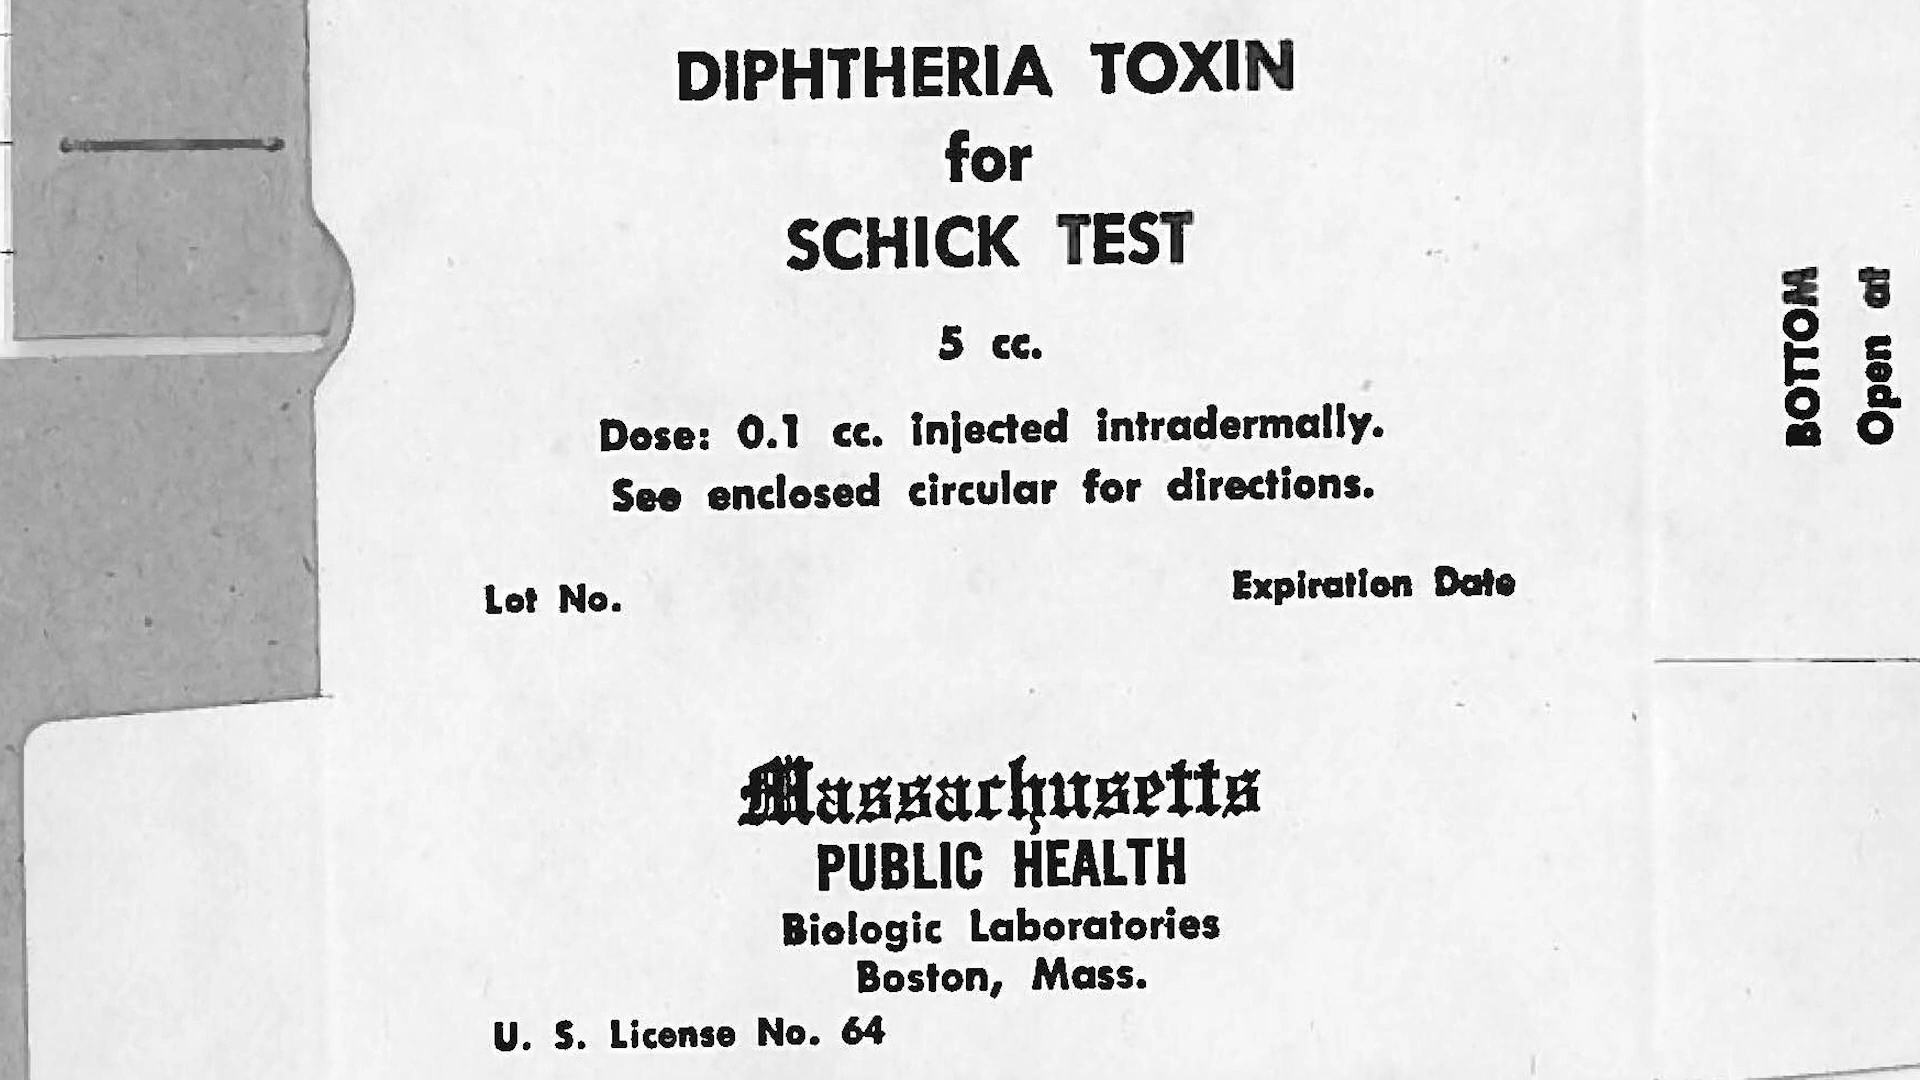 DIPHTHERIA TOXIN
for
SCHICK TEST
5 cc.
Dose: 0.1 cc. injected intradermally.
See enclosed circular for directions.
Lot No.
Expiration Date
Massachusetts
PUBLIC HEALTH
Biologic Laboratories
Boston, Mass.
U. S. License No. 64
BOTTOM
Open at